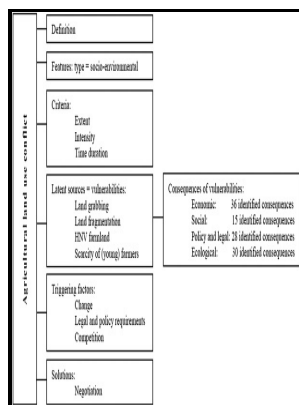 Agricultural land use conflict
Definition
Features: type = socio-environmental
Criteria:
Extent
Intensity
Time duration
Latent sources = vulnerabilities:
Land grabbing
Land fragmentation
HNV farmland
Scarcity of (young) farmers
Consequences of vulnerabilities:
Economic: 36 identified consequences
Social: 15 identified consequences
Policy and legal: 28 identified consequences
Ecological: 30 identified consequences
Triggering factors:
Change
Legal and policy requirements
Competition
Solutions:
Negotiation